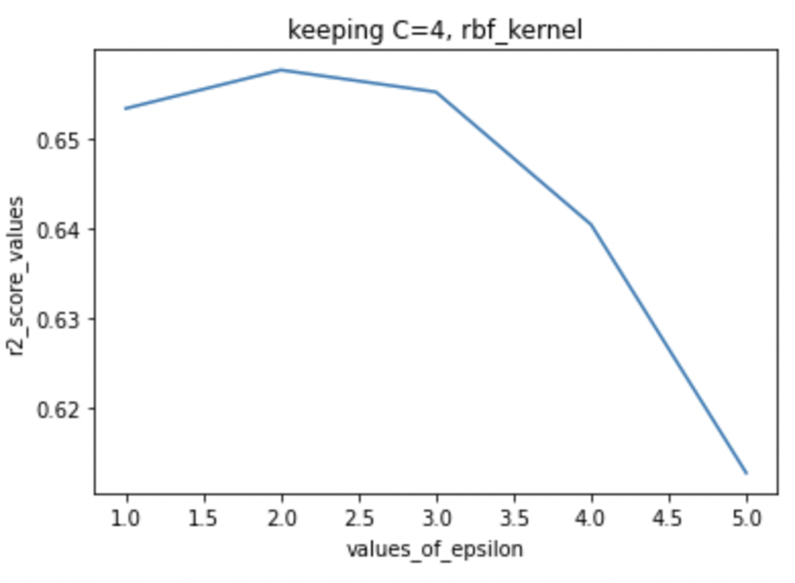 keeping C=4, rbf_kernel
r2_score_values
0.65
0.64
0.63
0.62
1.0 1.5 2.0 2.5 3.0 3.5 4.0 4.5 5.0
values_of_epsilon